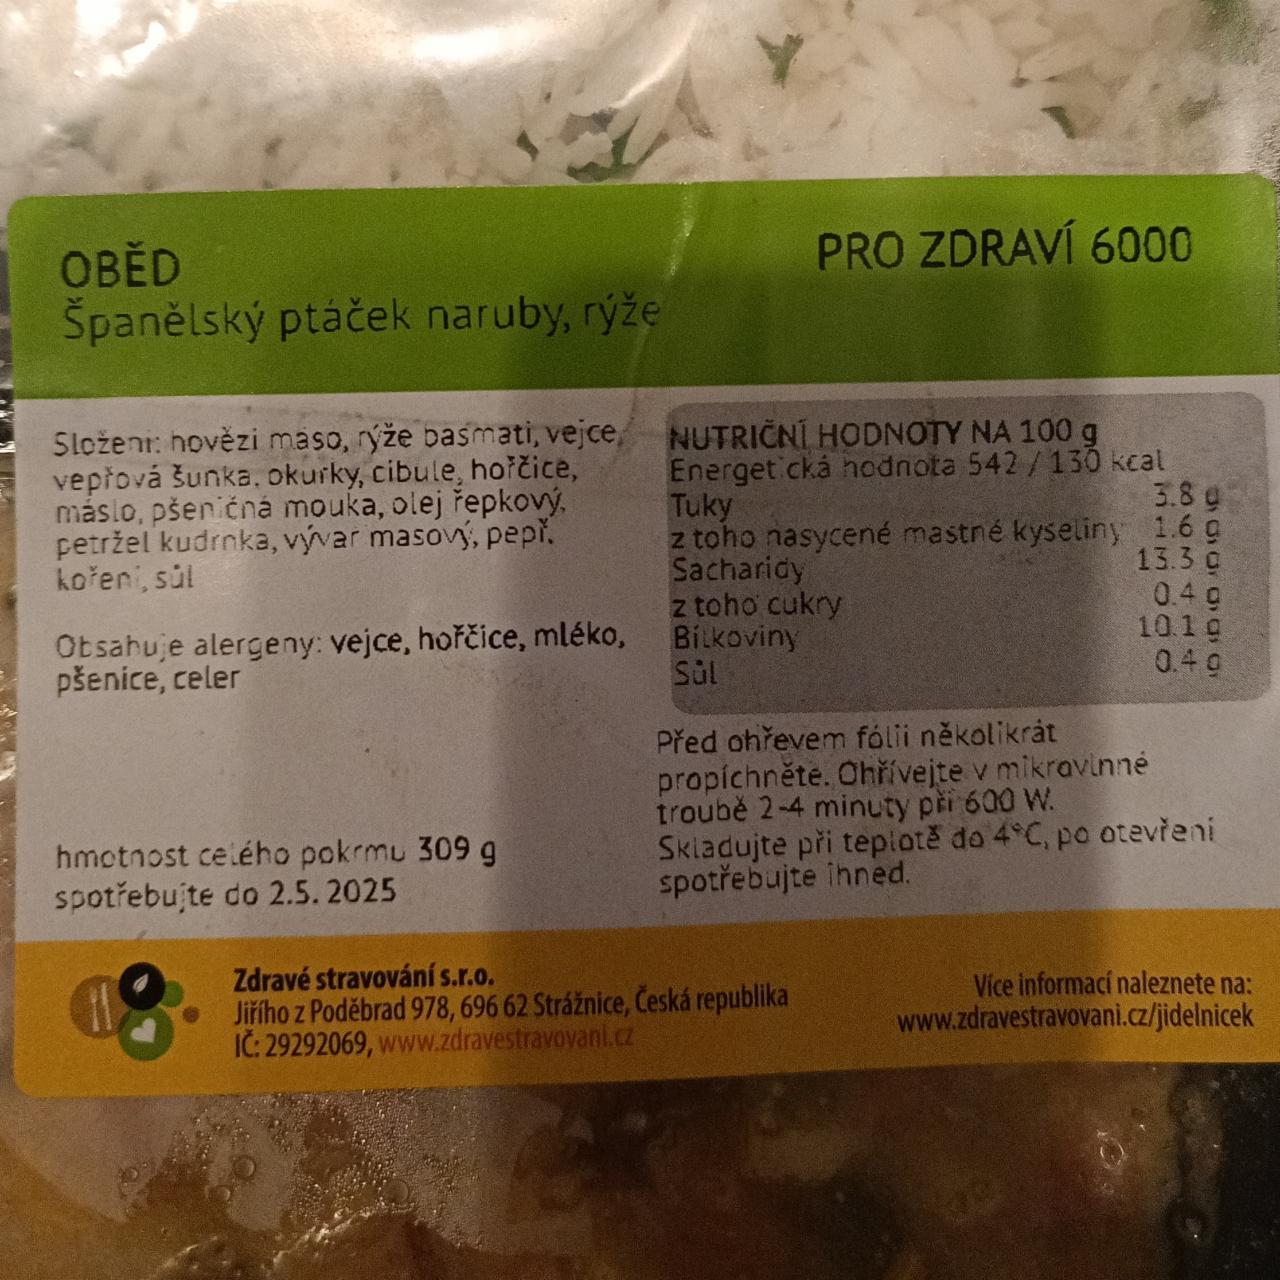 OBĚD
Španělský ptáček naruby, rýže
PRO ZDRAVÍ 6000
Složení: hovězí maso, rýže basmati, vejce,
vepřová šunka, okurky, cibule, hořčice,
máslo, pšeničná mouka, olej řepkový,
petržel kudrnka, vývar masový, pepř,
koření, sůl
Obsahuje alergeny: vejce, hořčice, mléko,
pšenice, celer
hmotnost celého pokrmu 309 g
spotřebujte do 2.5. 2025
NUTRIČNÍ HODNOTY NA 100 g
Energetická hodnota 542 / 130 kcal
Tuky 3.8 g
z toho nasycené mastné kyseliny 1.6 g
Sacharidy 13.3 g
z toho cukry 0.4 g
Bílkoviny 10.1 g
Sůl 0.4 g
Před ohřevem fólii několikrát
propíchněte. Ohřívejte v mikrovlnné
troubě 2-4 minuty při 600 W.
Skladujte při teplotě do 4°C, po otevření
spotřebujte ihned.
Zdravé stravování s.r.o.
Jiřího z Poděbrad 978, 696 62 Strážnice, Česká republika
IČ: 29292069, www.zdravestravovani.cz
Více informací naleznete na:
www.zdravestravovani.cz/jidelnicek